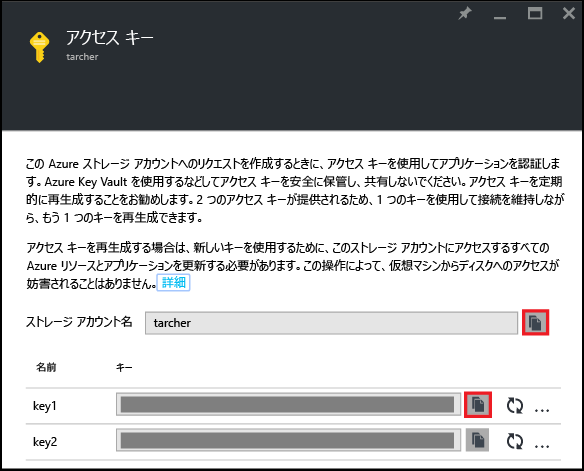 アクセス キー
tarcher
この Azure ストレージ アカウントへのリクエストを作成するときに、アクセス キーを使用してアプリケーションを認証しま
す。Azure Key Vault を使用するなどしてアクセス キーを安全に保管し、共有しないでください。アクセス キーを定期
的に再生成することをお勧めします。2 つのアクセス キーが提供されるため、1 つのキーを使用して接続を維持しなが
ら、もう 1 つのキーを再生成できます。
アクセス キーを再生成する場合は、新しいキーを使用するために、このストレージ アカウントにアクセスするすべての
Azure リソースとアプリケーションを更新する必要があります。この操作によって、仮想マシンからディスクへのアクセスが
妨害されることはありません。詳細
ストレージ アカウント名 tarcher
名前 キー
key1 ...
key2 ...